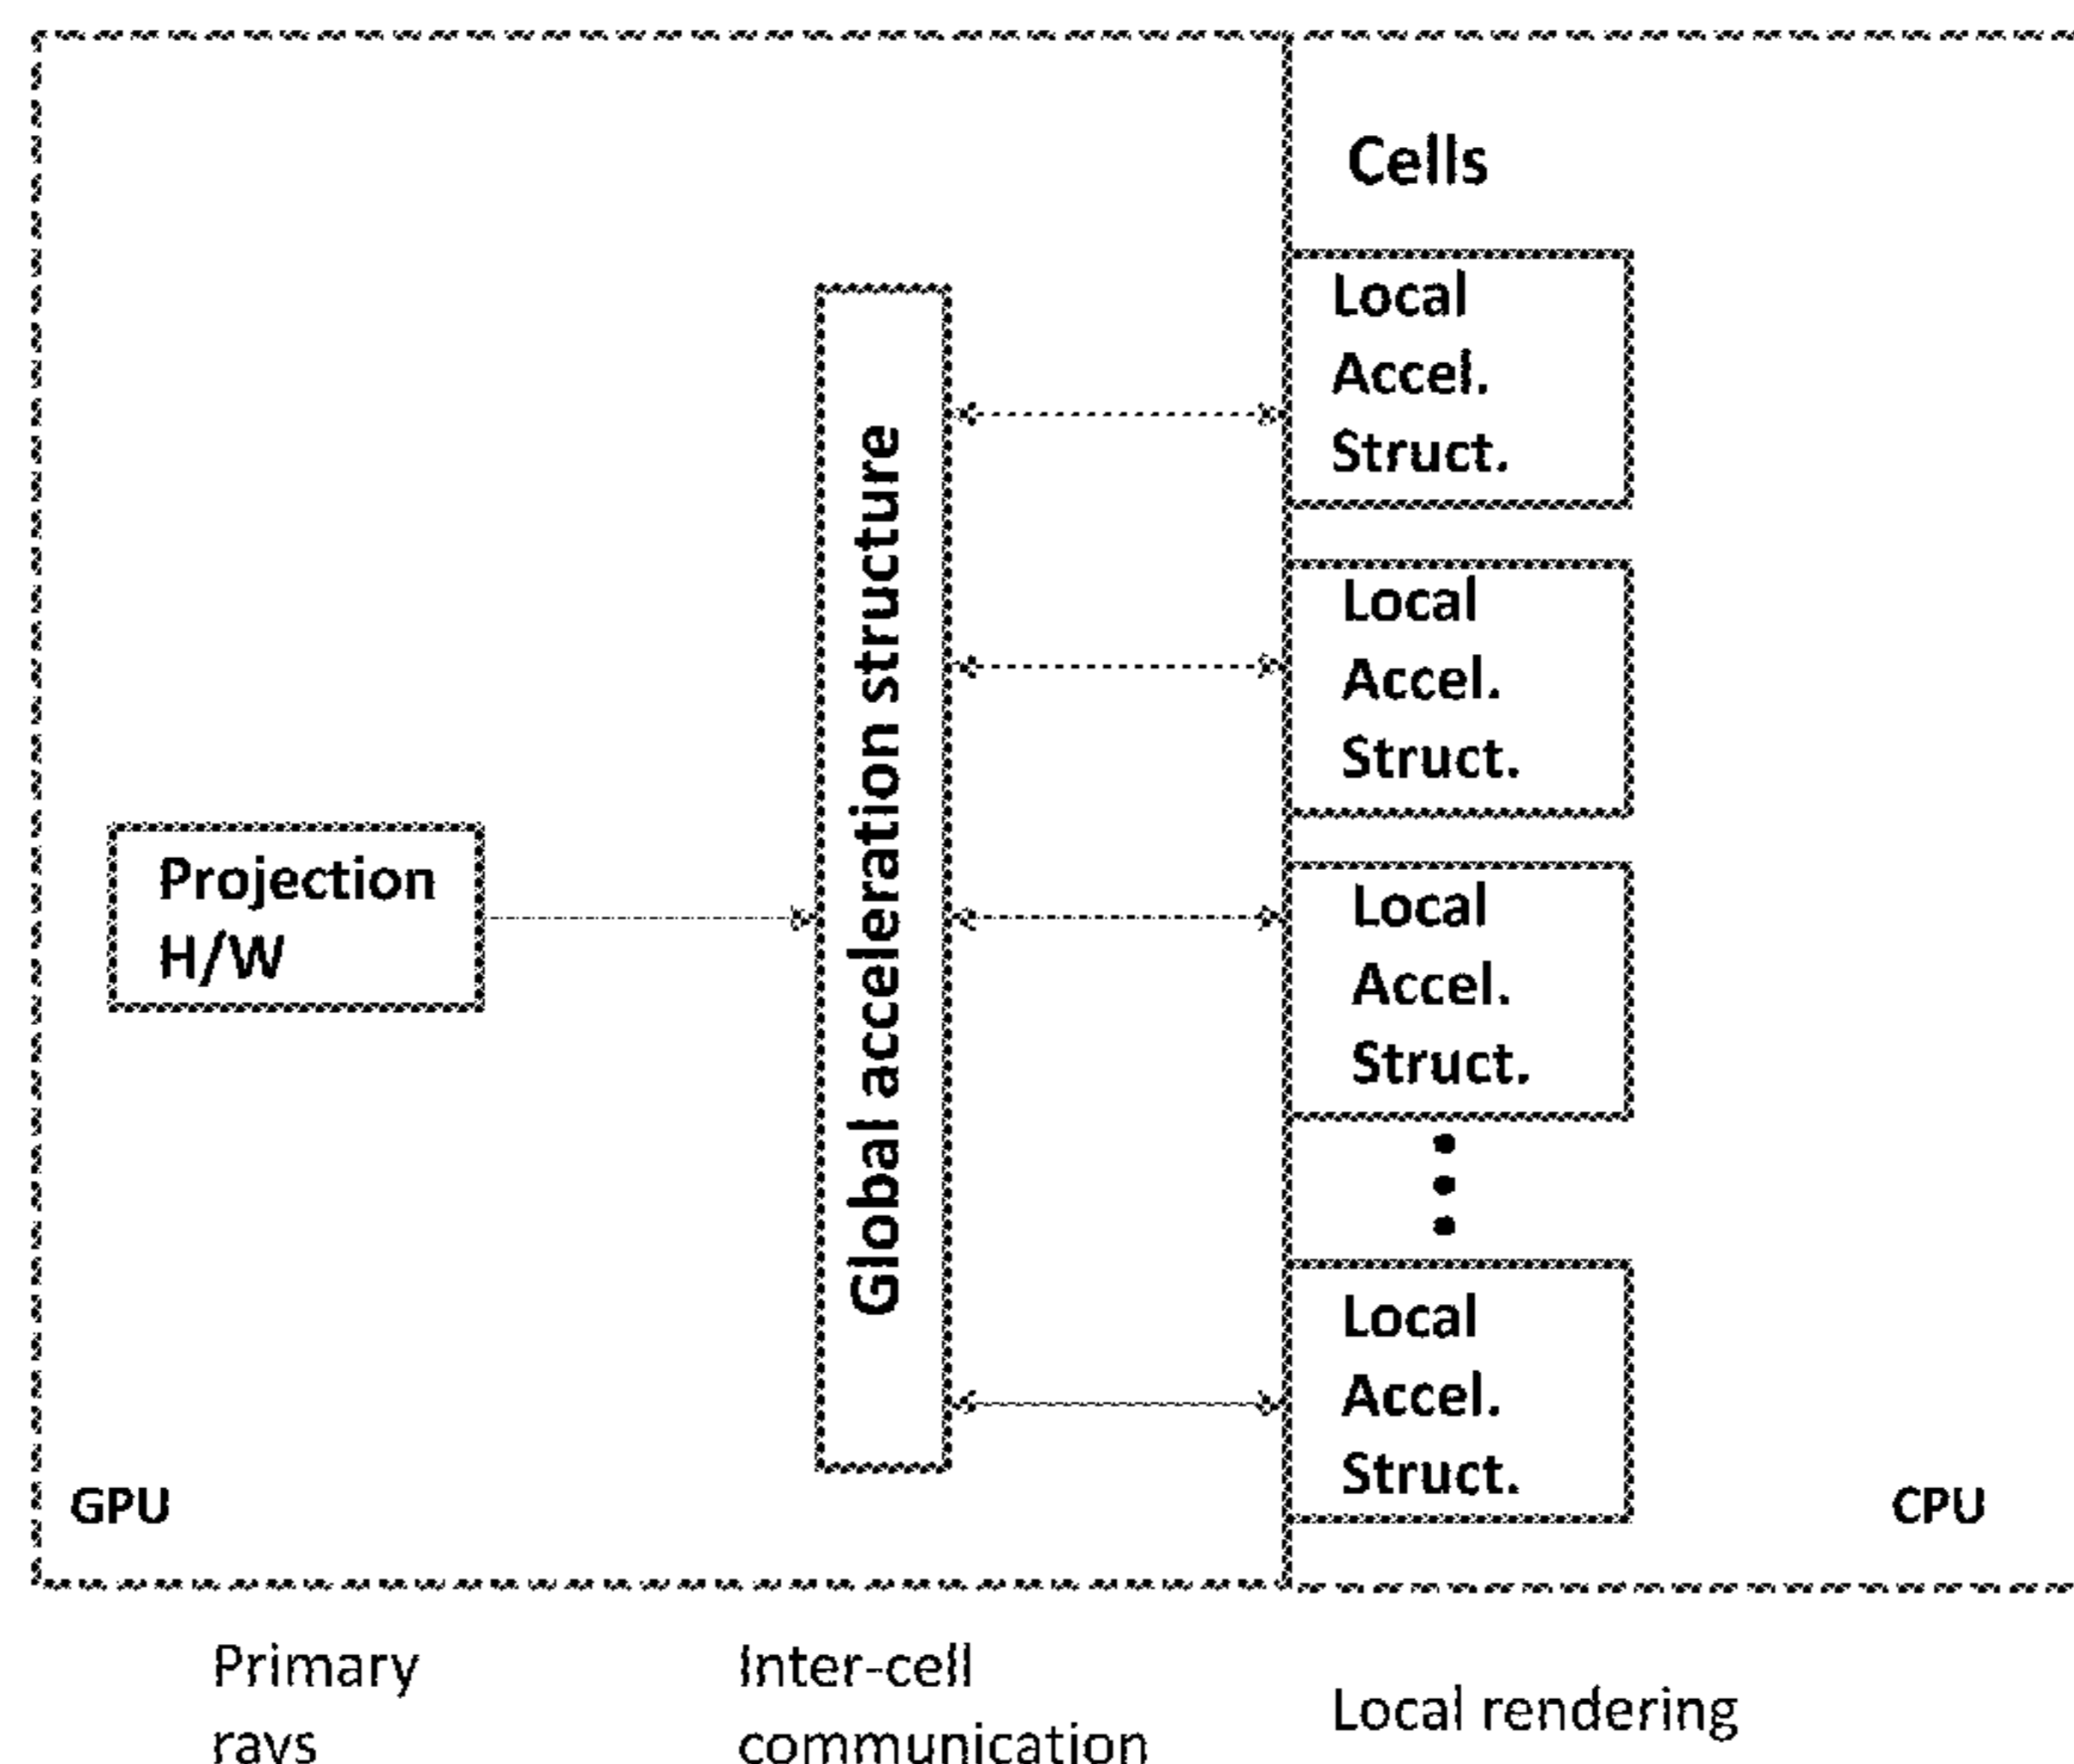 Cells
Local
Accel.
Struct.
Local
Accel.
Struct.
Projection
H/W
Global acceleration structure
Local
Accel.
Struct.
Local
Accel.
Struct.
GPU
CPU
Primary
rays
Inter-cell
communication
Local rendering